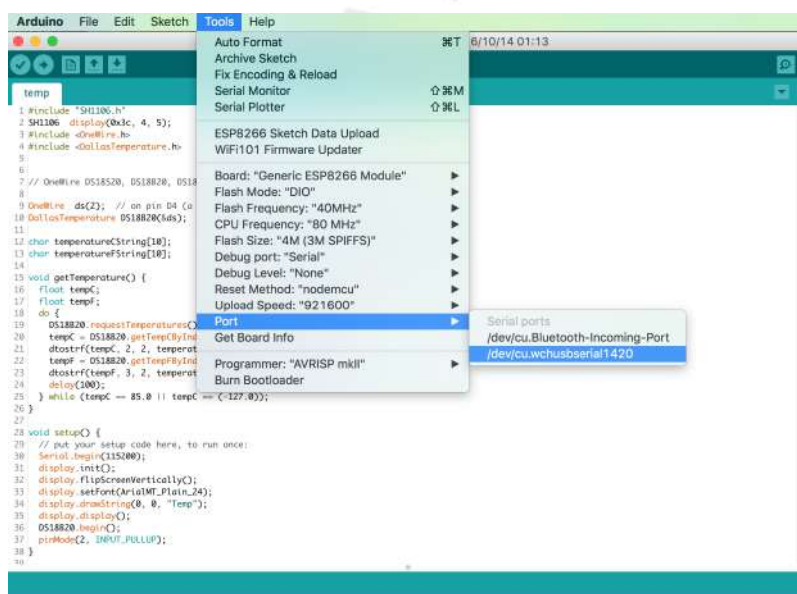 Arduino File Edit Sketch Tools Help
6/10/14 01:13
temp
Auto Format ⌘T
Archive Sketch
Fix Encoding & Reload
Serial Monitor ⇧⌘M
Serial Plotter ⇧⌘L
ESP8266 Sketch Data Upload
WiFi101 Firmware Updater
Board: "Generic ESP8266 Module"
Flash Mode: "DIO"
Flash Frequency: "40MHz"
CPU Frequency: "80 MHz"
Flash Size: "4M (3M SPIFFS)"
Debug port: "Serial"
Debug Level: "None"
Reset Method: "nodemcu"
Upload Speed: "921600"
Port
Get Board Info
Programmer: "AVRISP mkII"
Burn Bootloader
Serial ports
/dev/cu.Bluetooth-Incoming-Port
/dev/cu.wchusbserial1420
1 #include "SH1106.h"
2 SH1106 display(0x3c, 4, 5);
3 #include <OneWire.h>
4 #include <DallasTemperature.h>
5
6
7 // OneWire DS18S20, DS18B20, DS18
8
9 OneWire ds(2); // on pin D4 (a
10 DallasTemperature DS18B20(&ds);
11
12 char temperatureCString[10];
13 char temperatureFString[10];
14
15 void getTemperature() {
16 float tempC;
17 float tempF;
18 do {
19 DS18B20.requestTemperatures()
20 tempC = DS18B20.getTempCByInd
21 dtostrf(tempC, 2, 2, temperat
22 tempF = DS18B20.getTempFByInd
23 dtostrf(tempF, 3, 2, temperat
24 delay(100);
25 } while (tempC == 85.0 || tempC == (-127.0));
26 }
27
28 void setup() {
29 // put your setup code here, to run once:
30 Serial.begin(115200);
31 display.init();
32 display.flipScreenVertically();
33 display.setFont(ArialMT_Plain_24);
34 display.drawString(0, 0, "Temp");
35 display.display();
36 DS18B20.begin();
37 pinMode(2, INPUT_PULLUP);
38 }